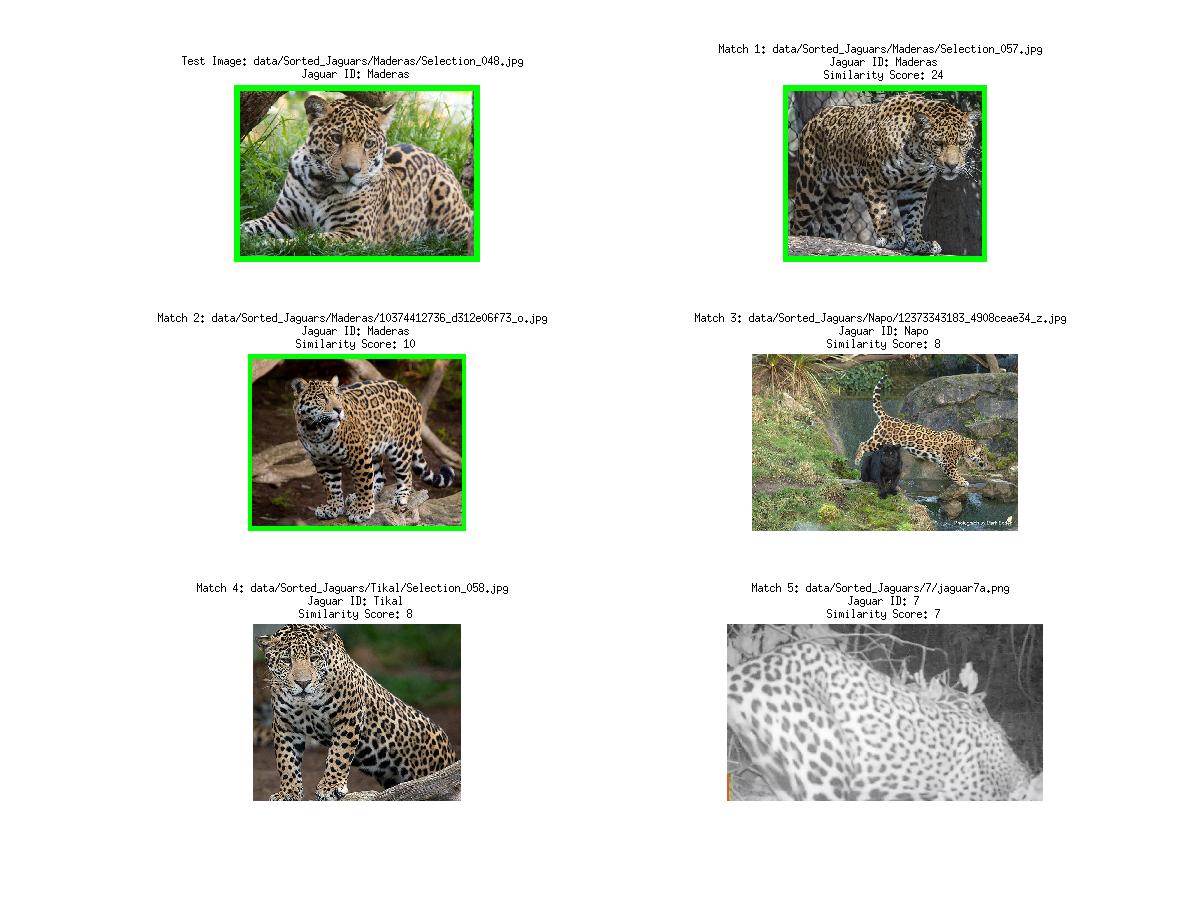 Test Image: data/Sorted_Jaguars/Maderas/Selection_048.jpg
Jaguar ID: Maderas
Match 1: data/Sorted_Jaguars/Maderas/Selection_057.jpg
Jaguar ID: Maderas
Similarity Score: 24
Match 2: data/Sorted_Jaguars/Maderas/10374412736_d312e06f73_o.jpg
Jaguar ID: Maderas
Similarity Score: 10
Match 3: data/Sorted_Jaguars/Napo/12373343183_4908ceae34_z.jpg
Jaguar ID: Napo
Similarity Score: 8
Match 4: data/Sorted_Jaguars/Tikal/Selection_058.jpg
Jaguar ID: Tikal
Similarity Score: 8
Match 5: data/Sorted_Jaguars/7/jaguar7a.png
Jaguar ID: 7
Similarity Score: 7